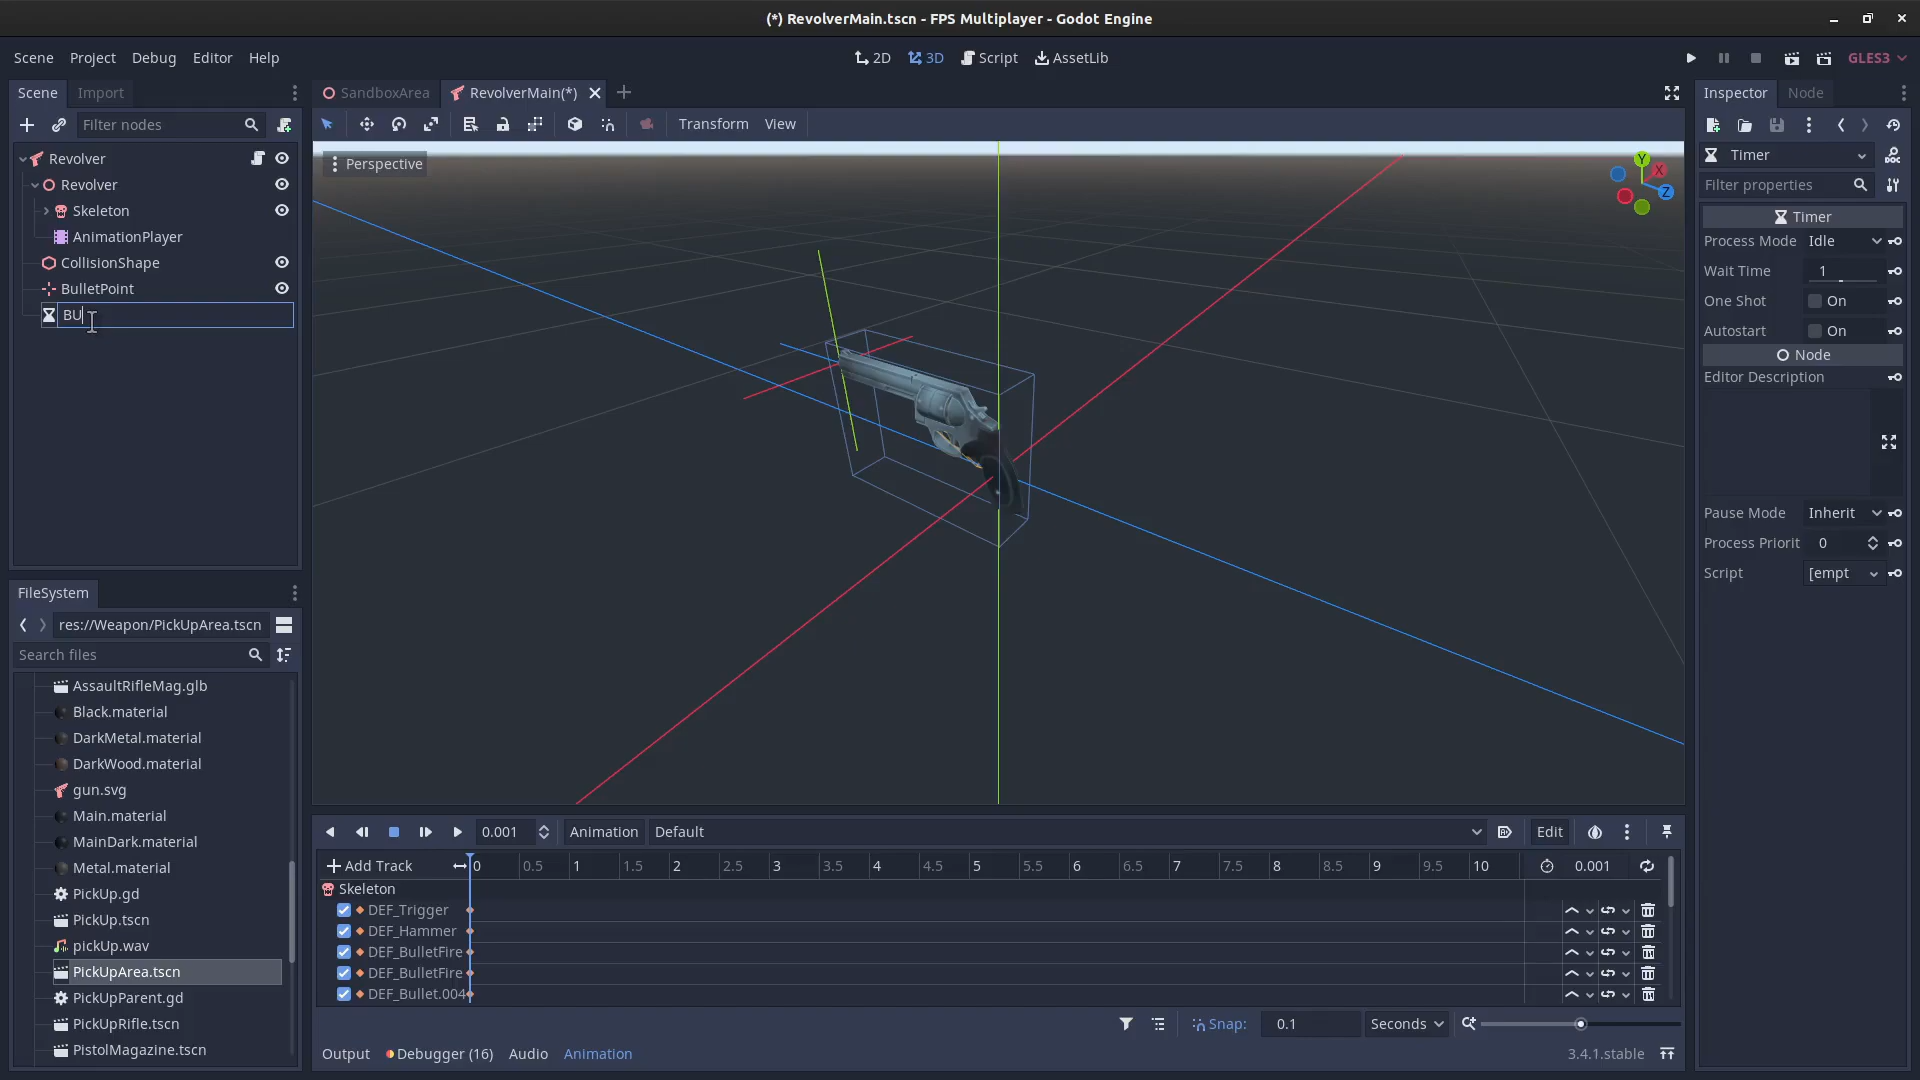 (*) RevolverMain.tscn - FPS Multiplayer - Godot Engine
Scene Project Debug Editor Help 2D 3D Script AssetLib GLES3
Scene Import SandboxArea RevolverMain(*) Inspector Node
Filter nodes Transform View
Revolver Perspective Timer
Revolver Filter properties
Skeleton Timer
AnimationPlayer Process Mode Idle
CollisionShape Wait Time 1
BulletPoint One Shot On
BU Autostart On
Node
Editor Description
Pause Mode Inherit
Process Priorit 0
Script [empt
Y X Z
FileSystem
res://Weapon/PickUpArea.tscn
Search files
AssaultRifleMag.glb
Black.material
DarkMetal.material
DarkWood.material
gun.svg
Main.material
MainDark.material
Metal.material
PickUp.gd
PickUp.tscn
pickUp.wav
PickUpArea.tscn
PickUpParent.gd
PickUpRifle.tscn
PistolMagazine.tscn
0.001 Animation Default Edit
Add Track 0 0.5 1 1.5 2 2.5 3 3.5 4 4.5 5 5.5 6 6.5 7 7.5 8 8.5 9 9.5 10 0.001
Skeleton
DEF_Trigger
DEF_Hammer
DEF_BulletFire
DEF_BulletFire
DEF_Bullet.004
Snap: 0.1 Seconds
Output Debugger (16) Audio Animation 3.4.1.stable